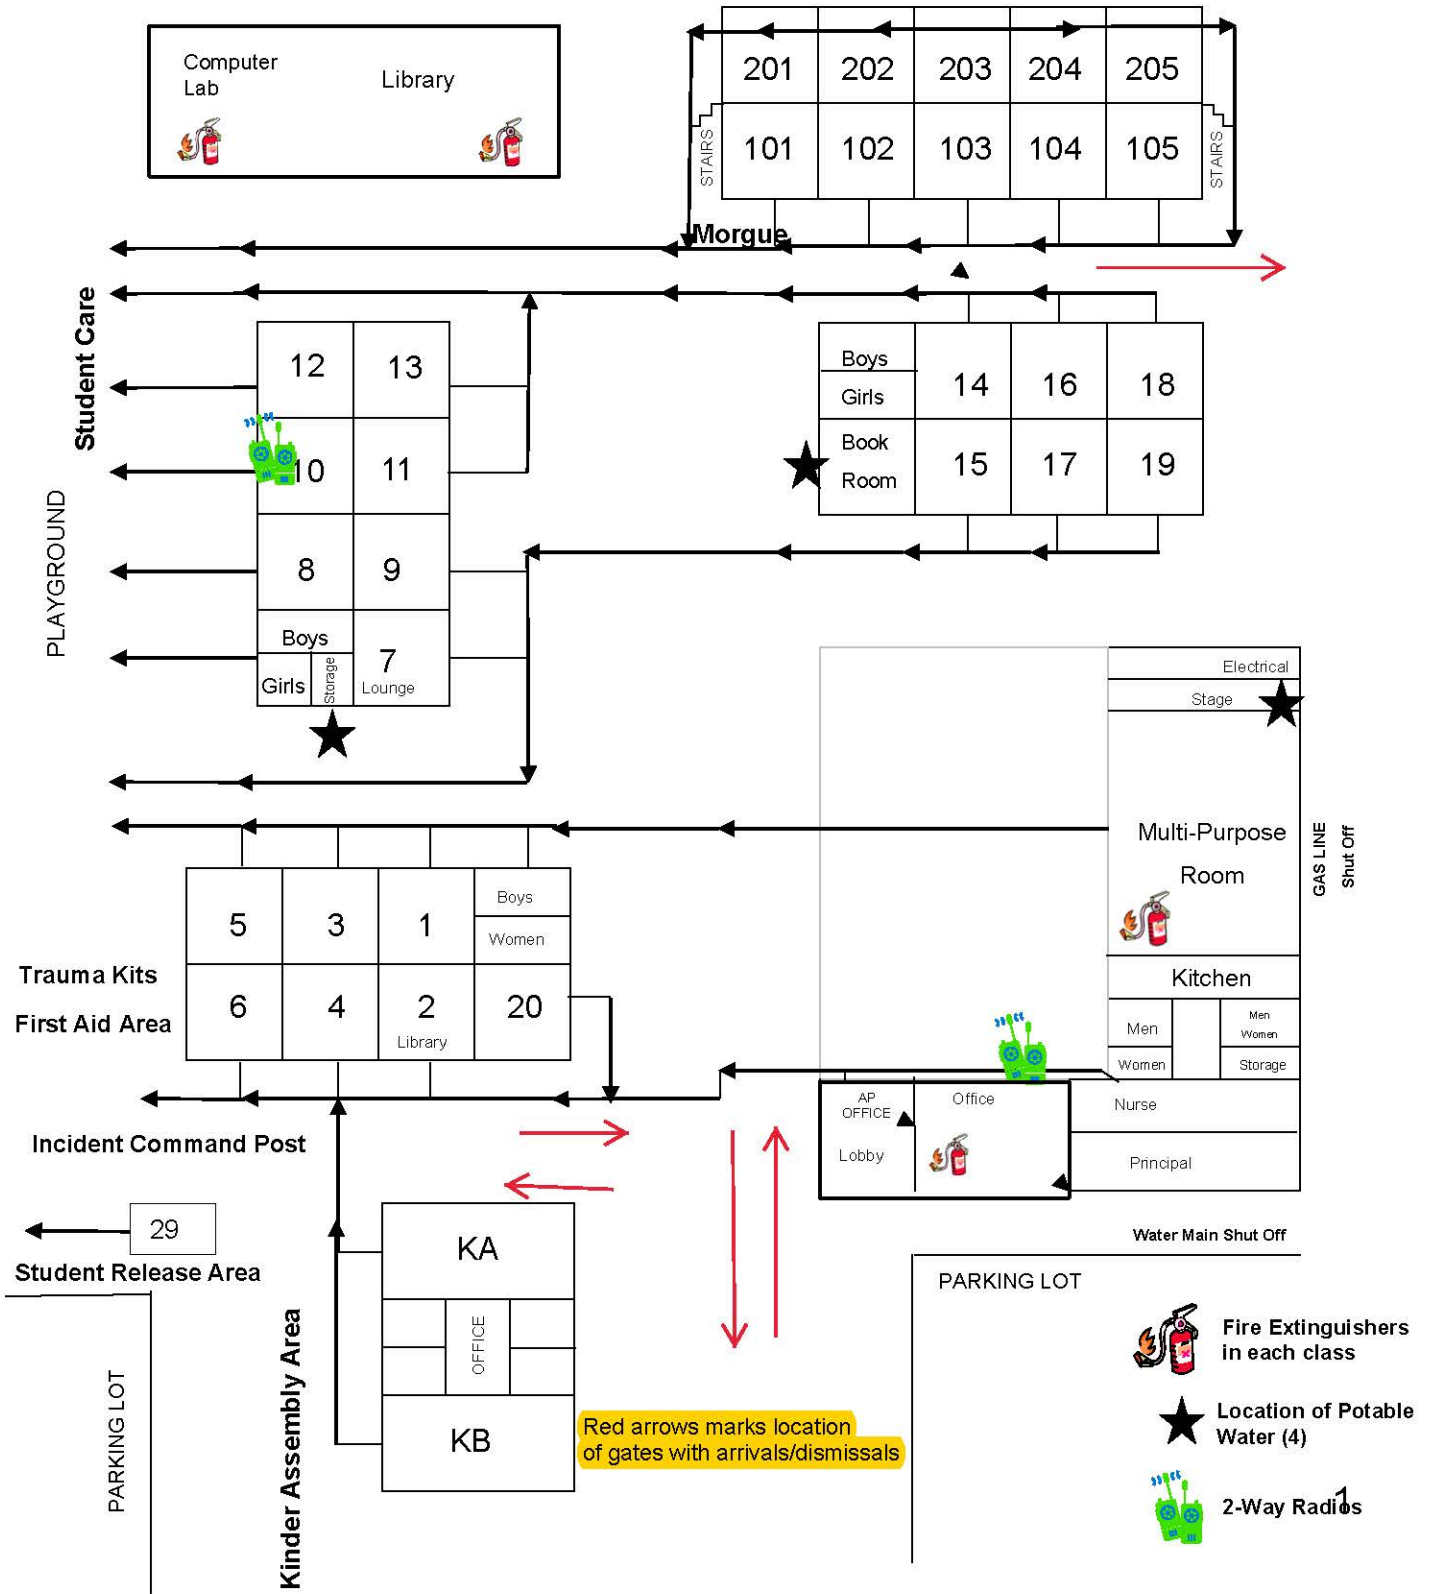 Computer
Lab
Library
201 202 203 204 205
STAIRS
101 102 103 104 105
STAIRS
Morgue
Student Care
12 13
10 11
8 9
Boys
Girls
Storage
7
Lounge
PLAYGROUND
Boys
Girls
14 16 18
Book
Room
15 17 19
Electrical
Stage
Multi-Purpose
Room
GAS LINE
Shut Off
Kitchen
Men
Women
Men
Women
Storage
5 3 1
Boys
Women
6 4 2 20
Library
Trauma Kits
First Aid Area
AP
OFFICE
Office
Lobby
Nurse
Principal
Incident Command Post
29
Student Release Area
KA
OFFICE
KB
Kinder Assembly Area
PARKING LOT
Red arrows marks location
of gates with arrivals/dismissals
Water Main Shut Off
PARKING LOT
Fire Extinguishers
in each class
Location of Potable
Water (4)
2-Way Radios
1